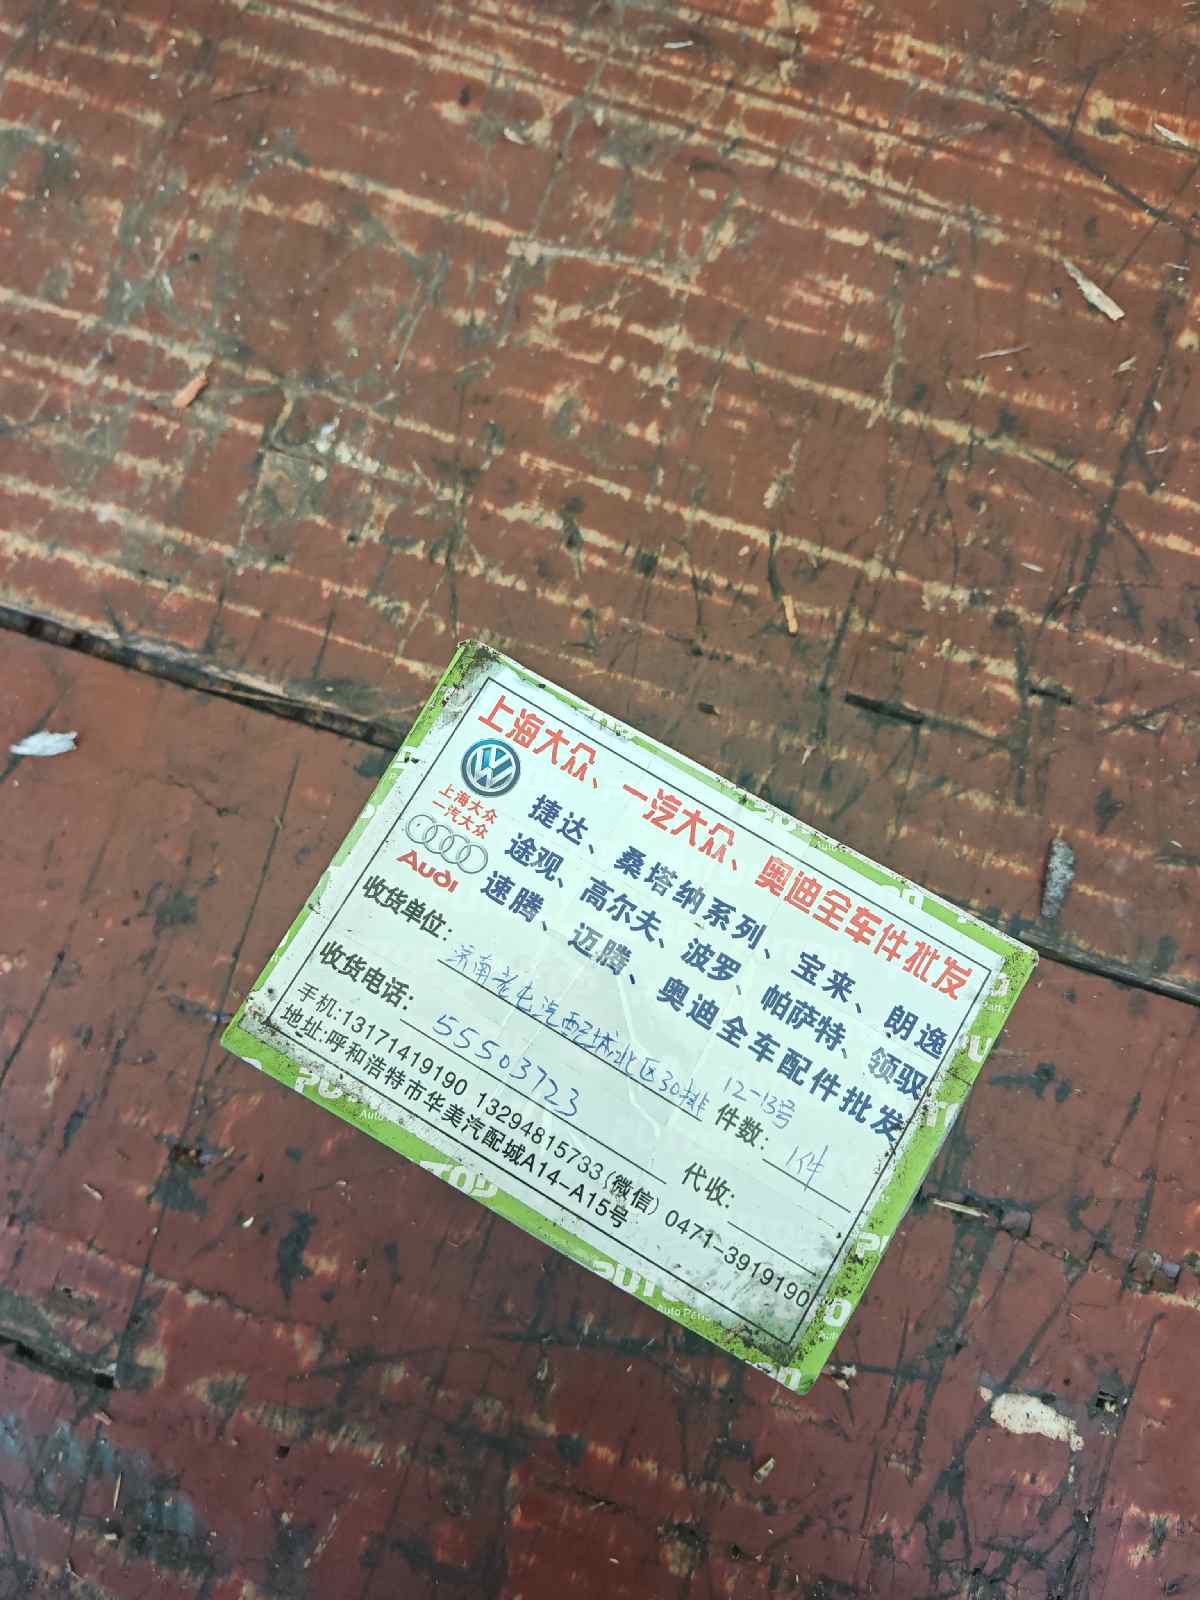 上海大众、一汽大众、奥迪全车件批发
上海大众
一汽大众
Audi
捷达、桑塔纳系列、宝来、朗逸
途观、高尔夫、波罗、帕萨特、领驭
速腾、迈腾、奥迪全车配件批发
收货单位: 济南老屯汽配城北区30排 12-13号
收货电话: 55503723 件数: 1件
代收:
手机:13171419190 13294815733(微信) 0471-3919190
地址:呼和浩特市华美汽配城A14-A15号